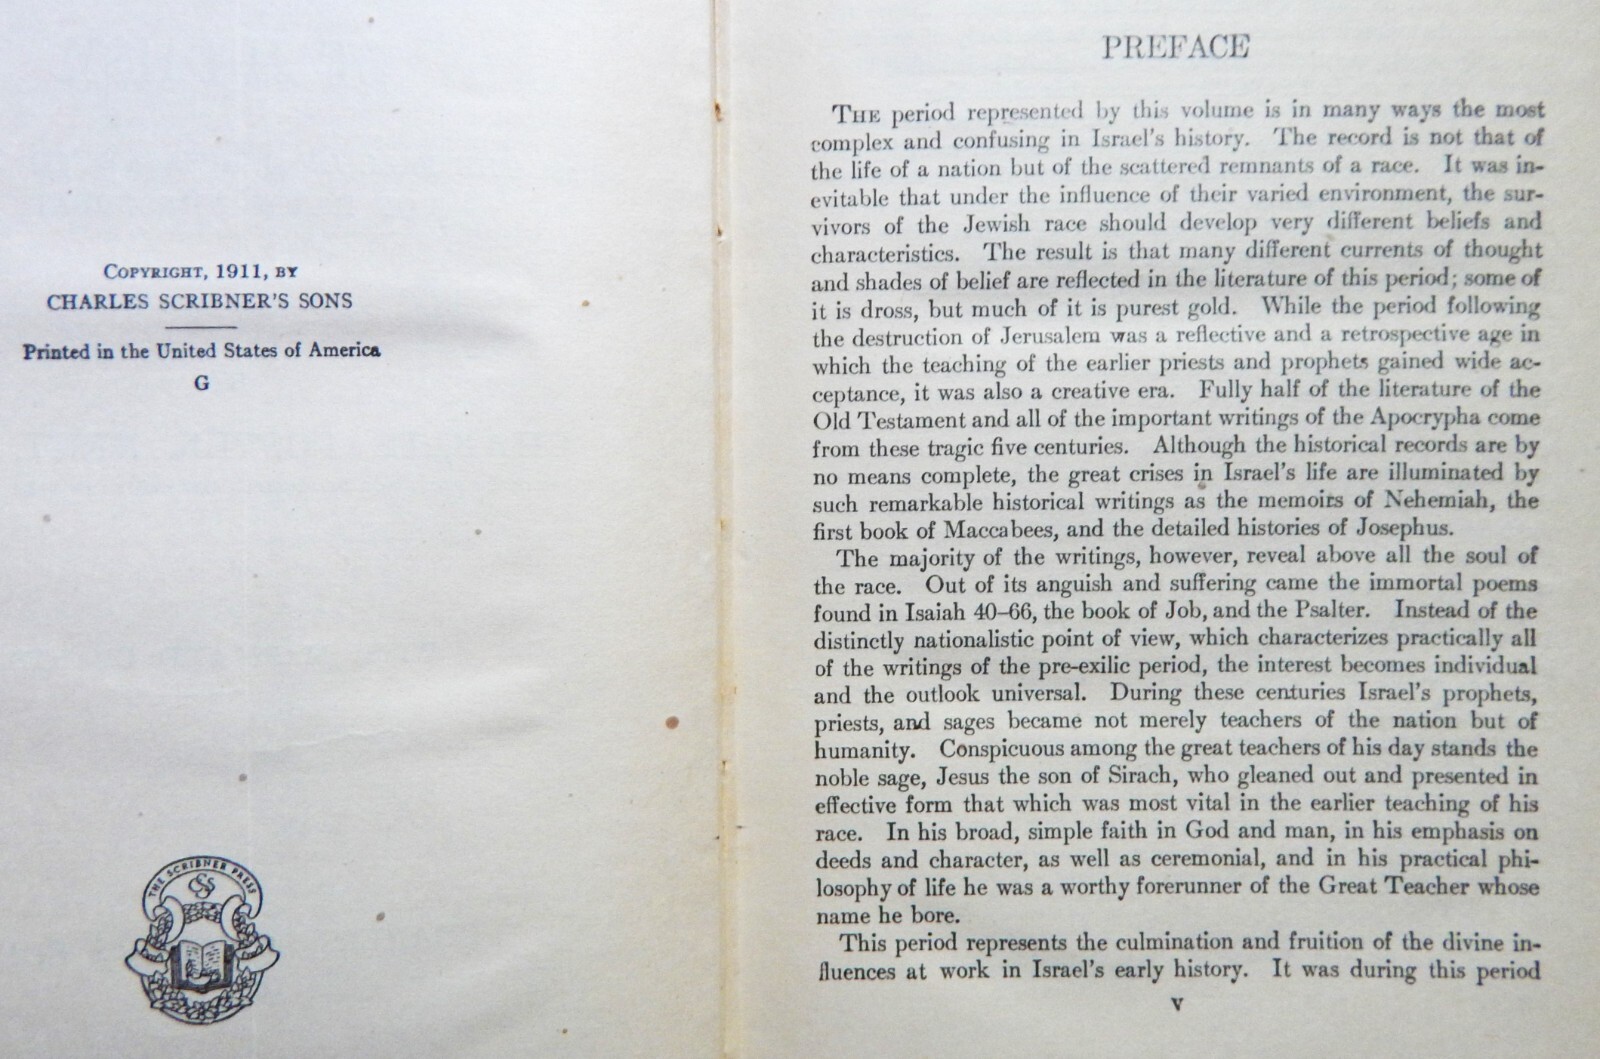 COPYRIGHT, 1911, BY
CHARLES SCRIBNER'S SONS
Printed in the United States of America
G
THE SCRIBNER PRESS
CSS
PREFACE
THE period represented by this volume is in many ways the most
complex and confusing in Israel's history. The record is not that of
the life of a nation but of the scattered remnants of a race. It was in-
evitable that under the influence of their varied environment, the sur-
vivors of the Jewish race should develop very different beliefs and
characteristics. The result is that many different currents of thought
and shades of belief are reflected in the literature of this period; some of
it is dross, but much of it is purest gold. While the period following
the destruction of Jerusalem was a reflective and a retrospective age in
which the teaching of the earlier priests and prophets gained wide ac-
ceptance, it was also a creative era. Fully half of the literature of the
Old Testament and all of the important writings of the Apocrypha come
from these tragic five centuries. Although the historical records are by
no means complete, the great crises in Israel's life are illuminated by
such remarkable historical writings as the memoirs of Nehemiah, the
first book of Maccabees, and the detailed histories of Josephus.
The majority of the writings, however, reveal above all the soul of
the race. Out of its anguish and suffering came the immortal poems
found in Isaiah 40–66, the book of Job, and the Psalter. Instead of the
distinctly nationalistic point of view, which characterizes practically all
of the writings of the pre-exilic period, the interest becomes individual
and the outlook universal. During these centuries Israel's prophets,
priests, and sages became not merely teachers of the nation but of
humanity. Conspicuous among the great teachers of his day stands the
noble sage, Jesus the son of Sirach, who gleaned out and presented in
effective form that which was most vital in the earlier teaching of his
race. In his broad, simple faith in God and man, in his emphasis on
deeds and character, as well as ceremonial, and in his practical phi-
losophy of life he was a worthy forerunner of the Great Teacher whose
name he bore.
This period represents the culmination and fruition of the divine in-
fluences at work in Israel's early history. It was during this period
v